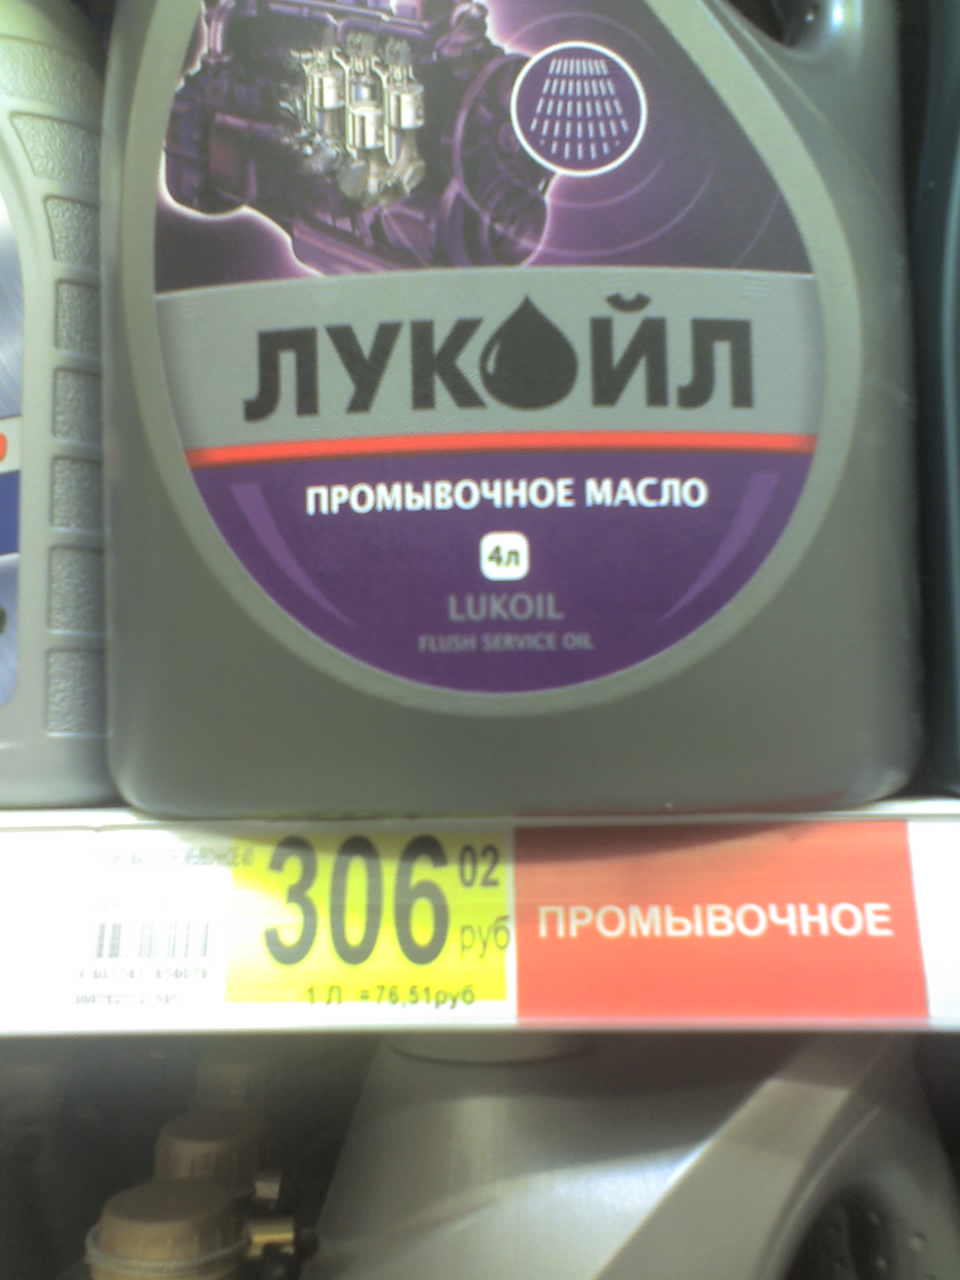 ЛУКОЙЛ
ПРОМЫВОЧНОЕ МАСЛО
4л
LUKOIL
FLUSH SERVICE OIL
306 02
руб
1 Л =76,51руб
ПРОМЫВОЧНОЕ